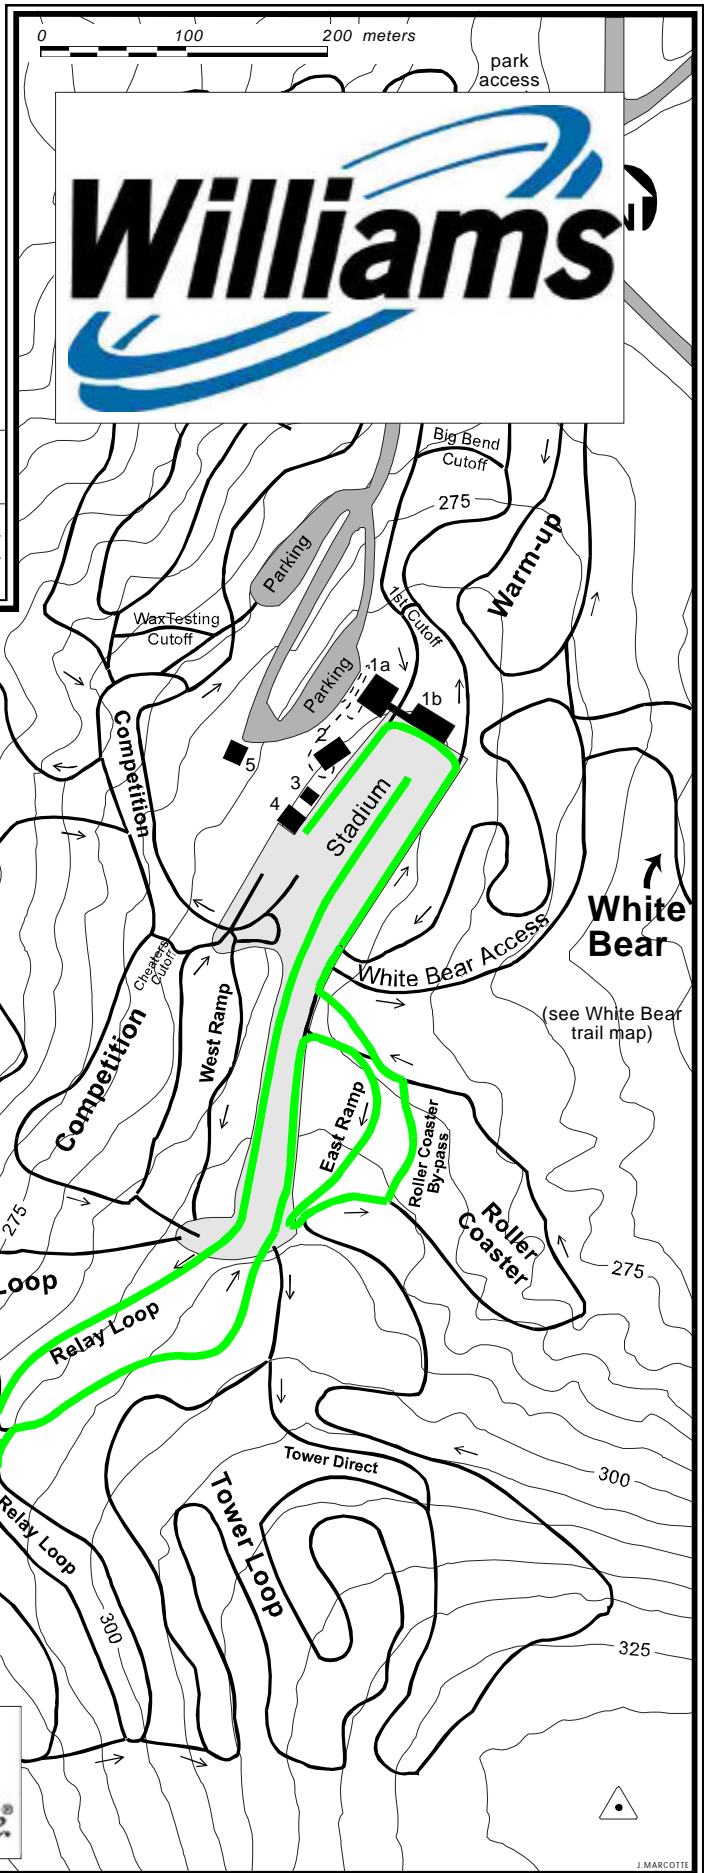 0 100 200 meters
park
access
Williams
N
Big Bend
Cutoff
275
Parking
Warm-up
1st Cutoff
WaxTesting
Cutoff
Parking
1a
1b
2
5
3
4
Competition
Stadium
White
Bear
White Bear Access
Cheaters
Cutoff
(see White Bear
trail map)
West Ramp
Competition
East Ramp
Roller Coaster
By-pass
Roller
Coaster
275
275
Loop
Relay Loop
Tower Direct
300
Tower Loop
Relay Loop
300
325
J.MARCOTTE